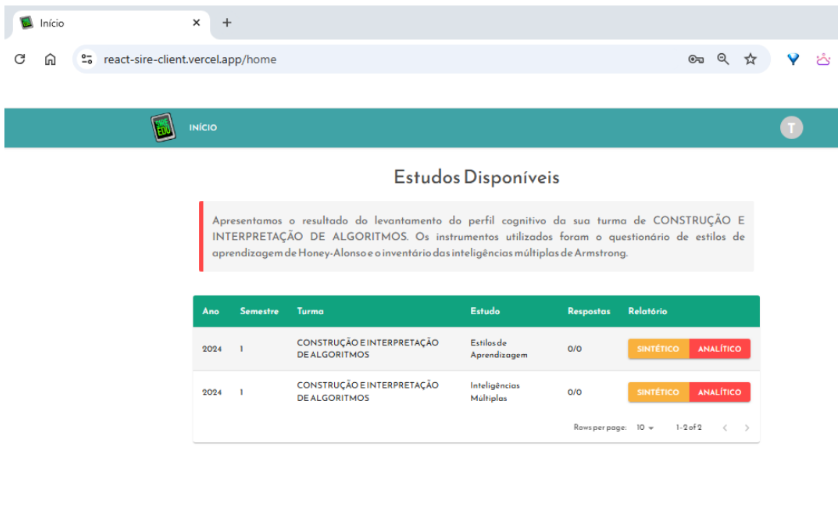 Início
react-sire-client.vercel.app/home
EDU
INÍCIO
T
Estudos Disponíveis
Apresentamos o resultado do levantamento do perfil cognitivo da sua turma de CONSTRUÇÃO E
INTERPRETAÇÃO DE ALGORITMOS. Os instrumentos utilizados foram o questionário de estilos de
aprendizagem de Honey-Alonso e o inventário das inteligências múltiplas de Armstrong.
Ano Semestre Turma Estudo Respostas Relatório
2024 1 CONSTRUÇÃO E INTERPRETAÇÃO DE ALGORITMOS Estilos de Aprendizagem 0/0 SINTÉTICO ANALÍTICO
2024 1 CONSTRUÇÃO E INTERPRETAÇÃO DE ALGORITMOS Inteligências Múltiplas 0/0 SINTÉTICO ANALÍTICO
Rows per page: 10 1-2 of 2